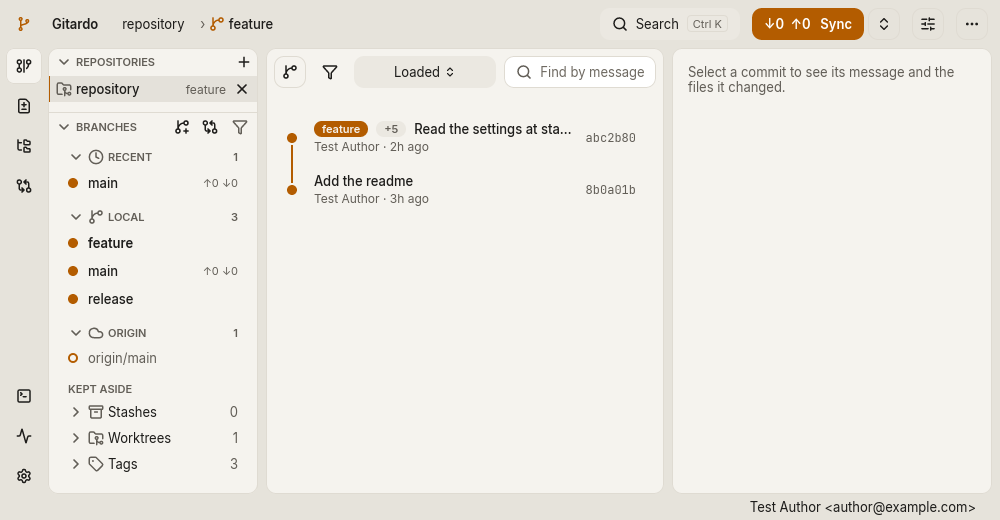 Gitardo repository feature Search Ctrl K ↓0 ↑0 Sync
REPOSITORIES
repository feature
BRANCHES
RECENT 1
main ↑0 ↓0
LOCAL 3
feature
main ↑0 ↓0
release
ORIGIN 1
origin/main
KEPT ASIDE
Stashes 0
Worktrees 1
Tags 3
Loaded Find by message
feature +5 Read the settings at sta... abc2b80
Test Author · 2h ago
Add the readme 8b0a01b
Test Author · 3h ago
Select a commit to see its message and the
files it changed.
Test Author <author@example.com>